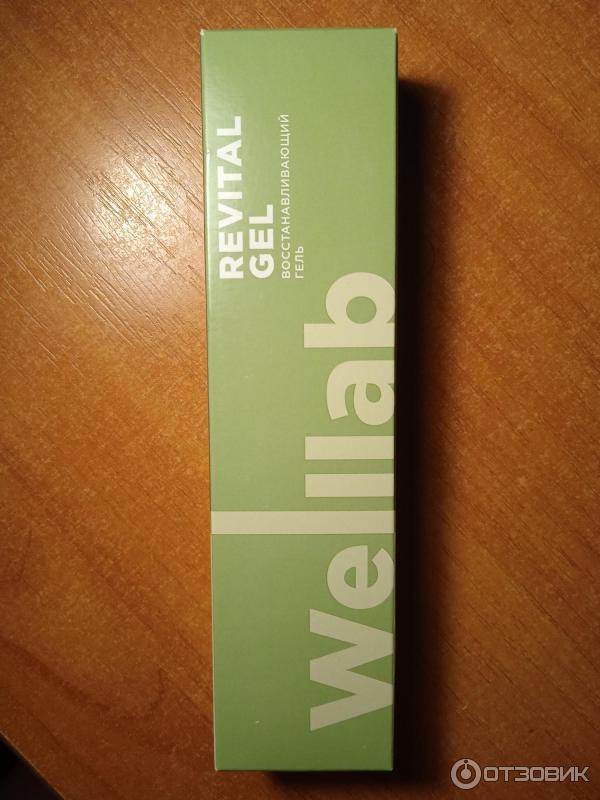 REVITAL
GEL
ВОССТАНАВЛИВАЮЩИЙ
ГЕЛЬ
Welllab
ОТЗОВИК